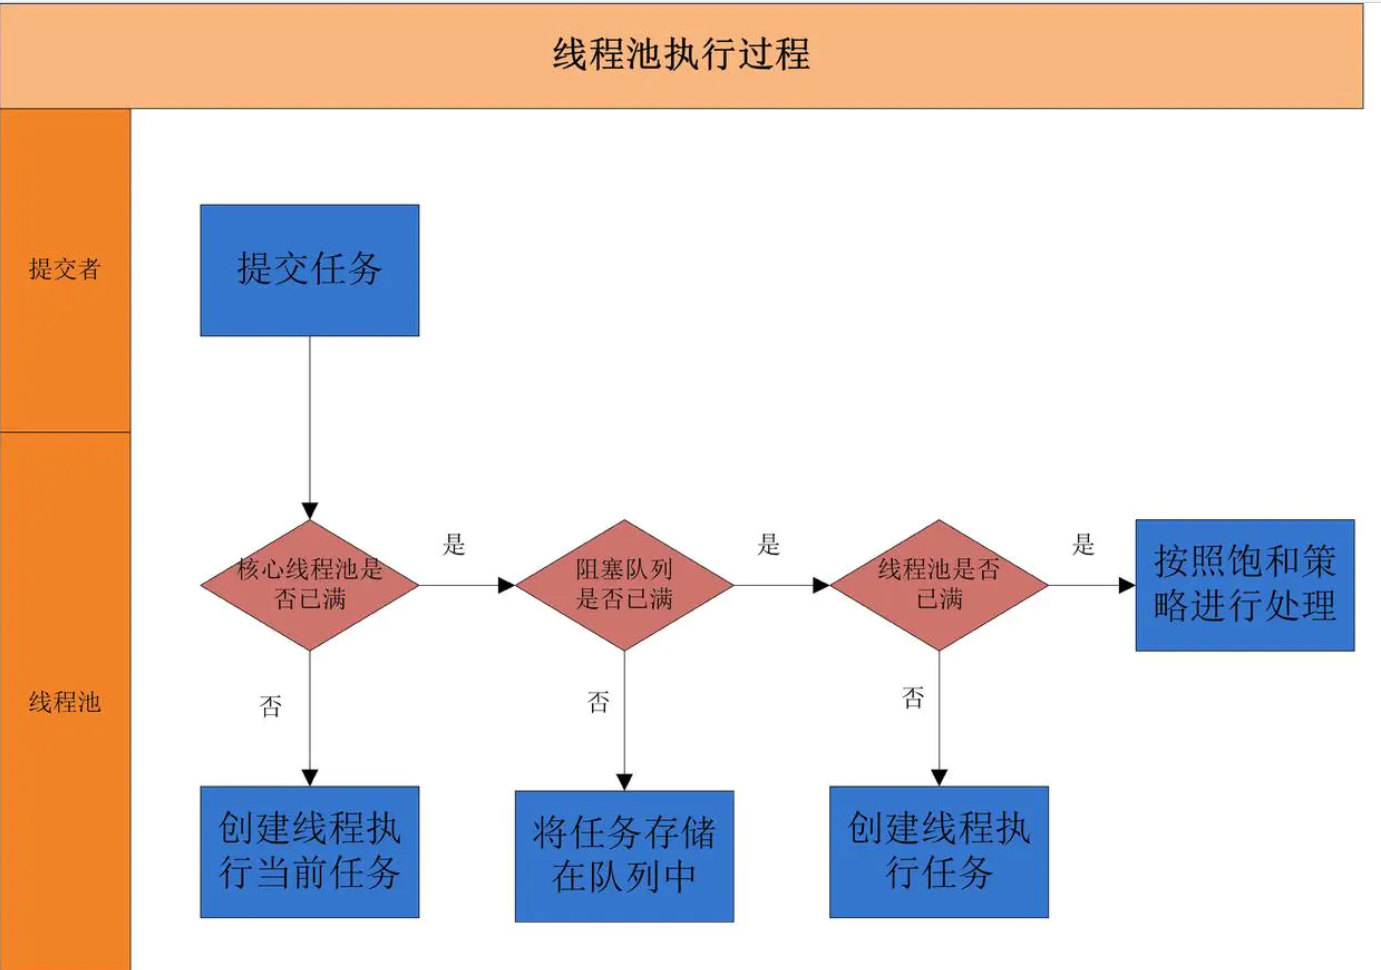 线程池执行过程
提交者
提交任务
线程池
核心线程池是
否已满
是
阻塞队列
是否已满
是
线程池是否
已满
是
按照饱和策
略进行处理
否
否
否
创建线程执
行当前任务
将任务存储
在队列中
创建线程执
行任务